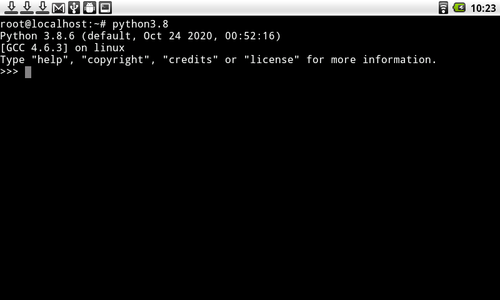 10:23
root@localhost:~# python3.8
Python 3.8.6 (default, Oct 24 2020, 00:52:16)
[GCC 4.6.3] on linux
Type "help", "copyright", "credits" or "license" for more information.
>>>